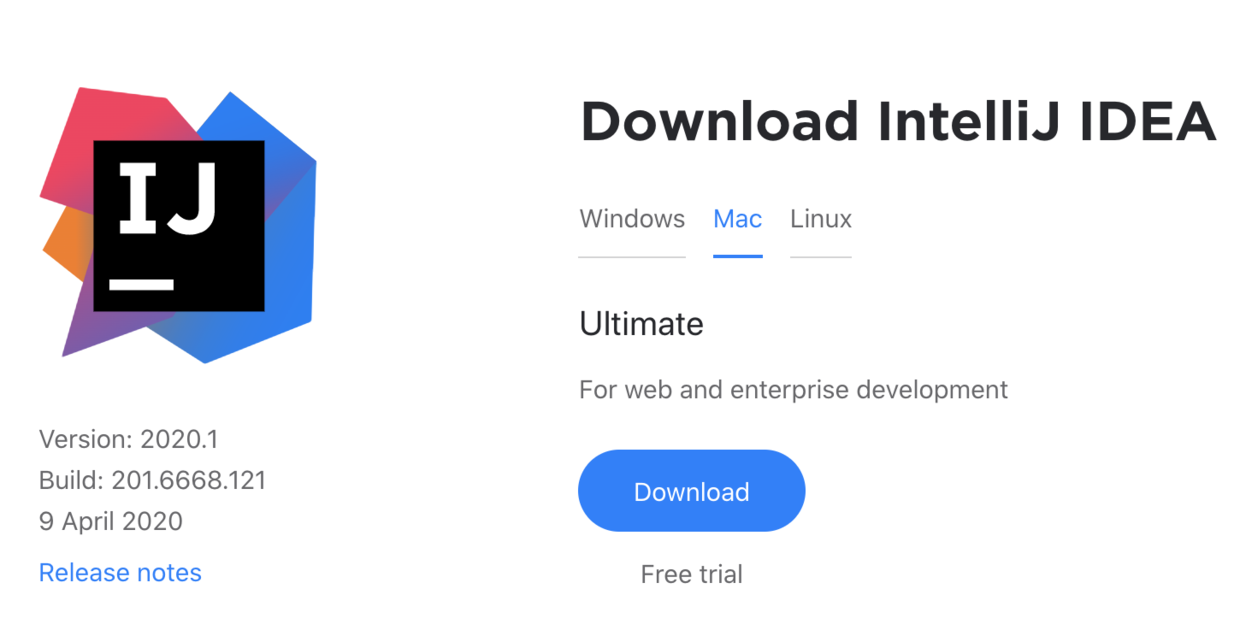 IJ
Version: 2020.1
Build: 201.6668.121
9 April 2020
Release notes
Download IntelliJ IDEA
Windows Mac Linux
Ultimate
For web and enterprise development
Download
Free trial